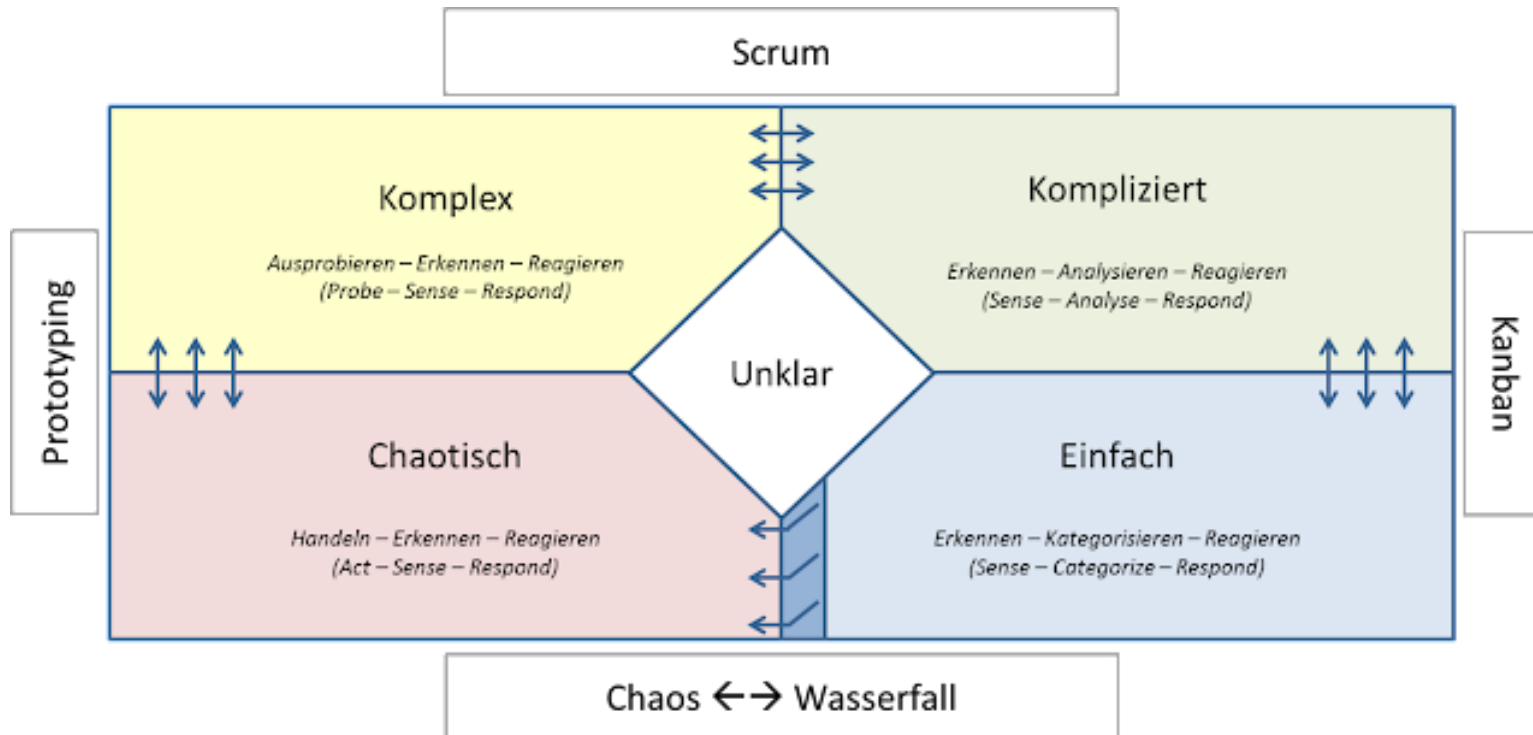 Scrum
Komplex
Ausprobieren – Erkennen – Reagieren
(Probe – Sense – Respond)
Kompliziert
Erkennen – Analysieren – Reagieren
(Sense – Analyse – Respond)
Prototyping
Unklar
Kanban
Chaotisch
Handeln – Erkennen – Reagieren
(Act – Sense – Respond)
Einfach
Erkennen – Kategorisieren – Reagieren
(Sense – Categorize – Respond)
Chaos ←→ Wasserfall